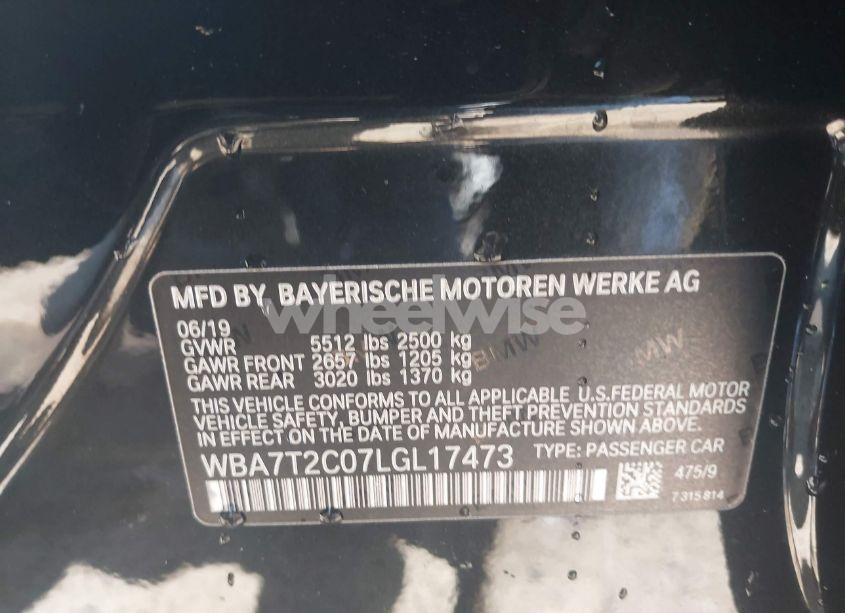 MFD BY BAYERISCHE MOTOREN WERKE AG
wheelwise
06/19
GVWR 5512 lbs 2500 kg
GAWR FRONT 2657 lbs 1205 kg
GAWR REAR 3020 lbs 1370 kg
BMW BMW
THIS VEHICLE CONFORMS TO ALL APPLICABLE U.S.FEDERAL MOTOR
VEHICLE SAFETY, BUMPER AND THEFT PREVENTION STANDARDS
IN EFFECT ON THE DATE OF MANUFACTURE SHOWN ABOVE.
WBA7T2C07LGL17473 TYPE: PASSENGER CAR
475/9
7 315 814